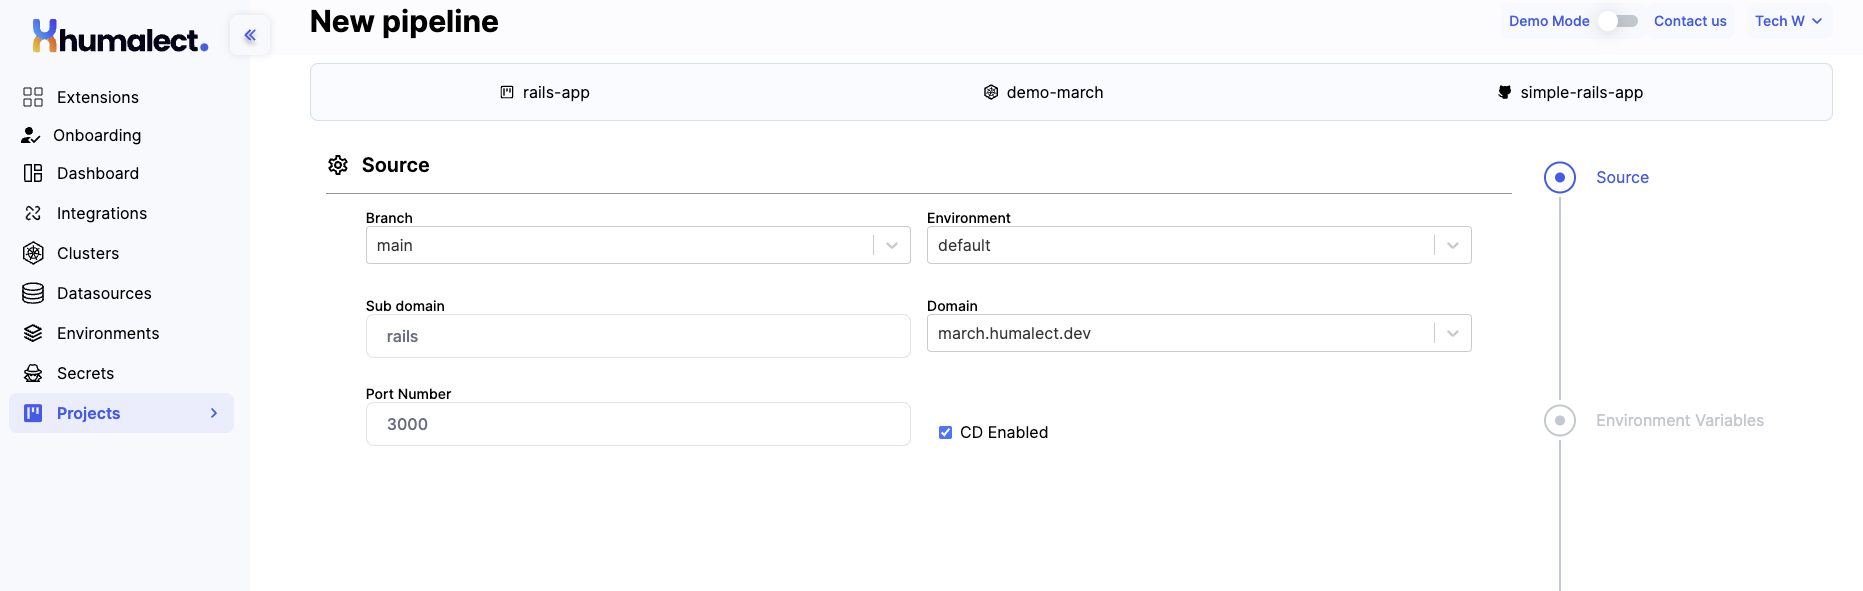 humalect.
New pipeline
Demo Mode
Contact us
Tech W
Extensions
Onboarding
Dashboard
Integrations
Clusters
Datasources
Environments
Secrets
Projects
rails-app
demo-march
simple-rails-app
Source
Branch
main
Environment
default
Sub domain
rails
Domain
march.humalect.dev
Port Number
3000
CD Enabled
Source
Environment Variables